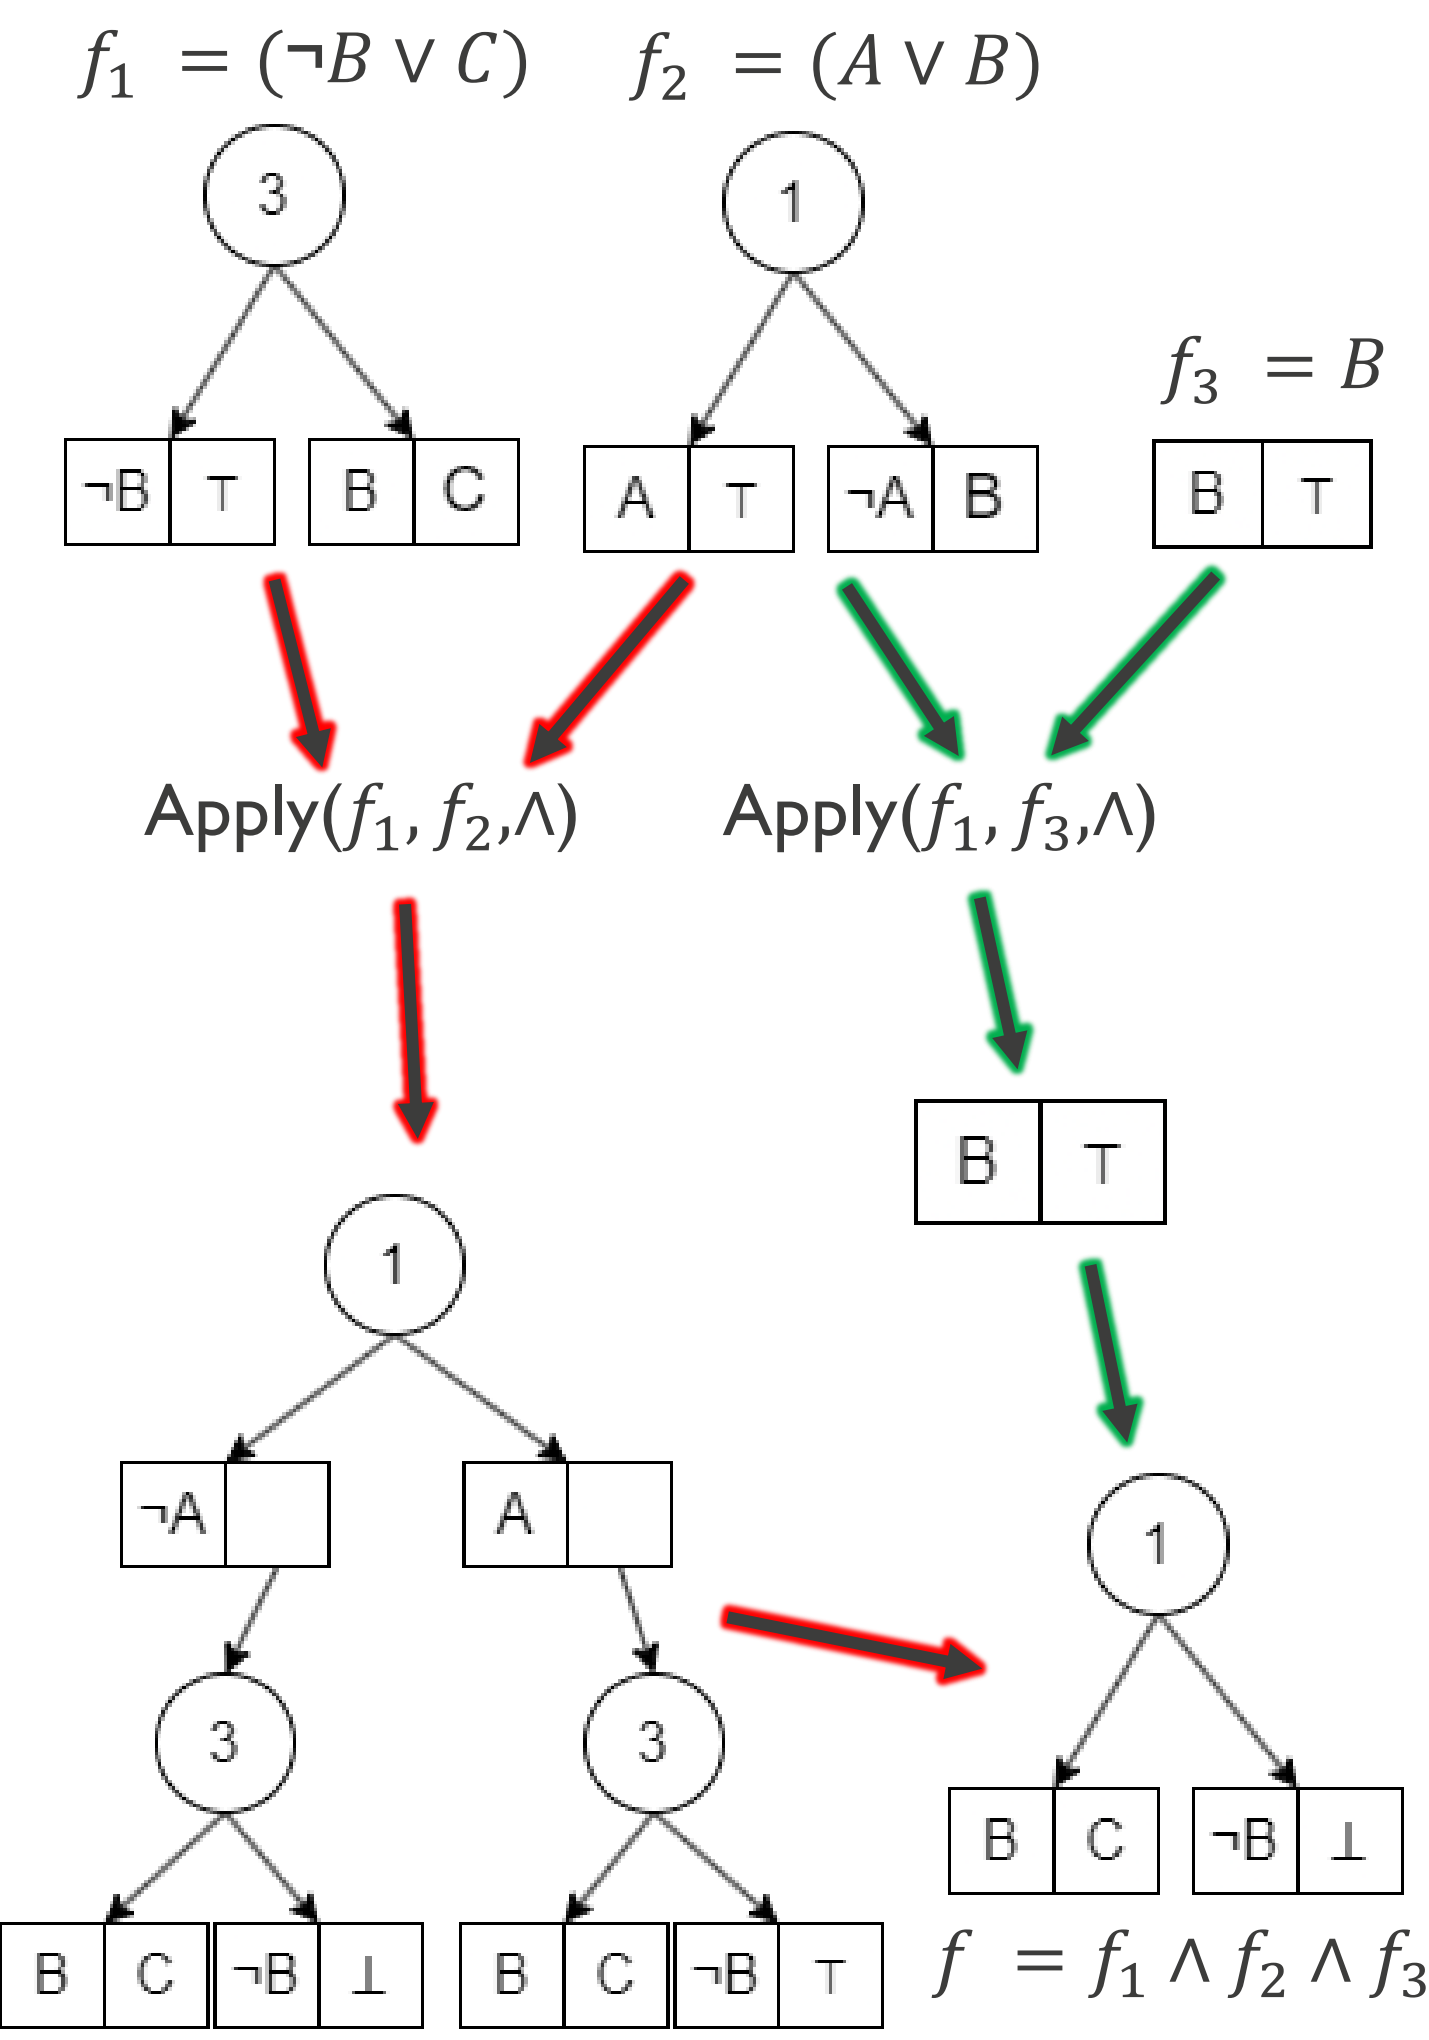 f₁ = (¬B ∨ C)
f₂ = (A ∨ B)
3
1
f₃ = B
¬B ⊤ B C
A ⊤ ¬A B
B ⊤
Apply(f₁, f₂,∧)
Apply(f₁, f₃,∧)
B ⊤
1
¬A
A
1
3
3
B C ¬B ⊥
f = f₁ ∧ f₂ ∧ f₃
B C ¬B ⊥
B C ¬B ⊤